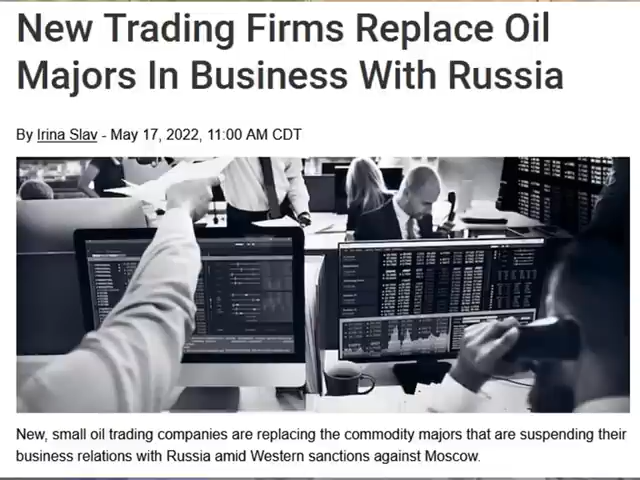 New Trading Firms Replace Oil
Majors In Business With Russia
By Irina Slav - May 17, 2022, 11:00 AM CDT
New, small oil trading companies are replacing the commodity majors that are suspending their
business relations with Russia amid Western sanctions against Moscow.